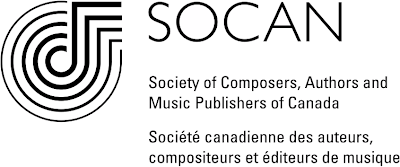 SOCAN
Society of Composers, Authors and
Music Publishers of Canada
Société canadienne des auteurs,
compositeurs et éditeurs de musique